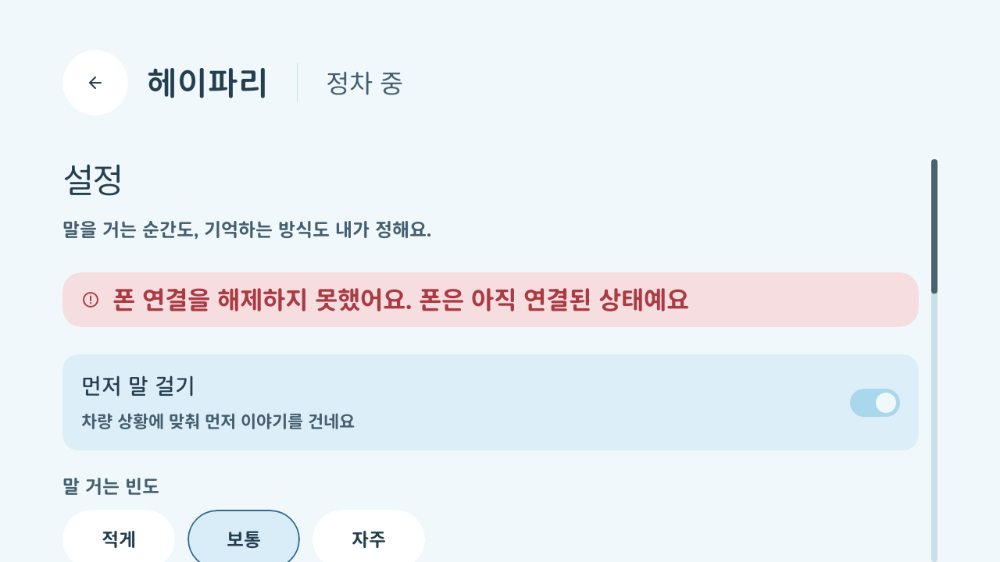 헤이파리
정차 중
설정
말을 거는 순간도, 기억하는 방식도 내가 정해요.
폰 연결을 해제하지 못했어요. 폰은 아직 연결된 상태예요
먼저 말 걸기
차량 상황에 맞춰 먼저 이야기를 건네요
말 거는 빈도
적게
보통
자주